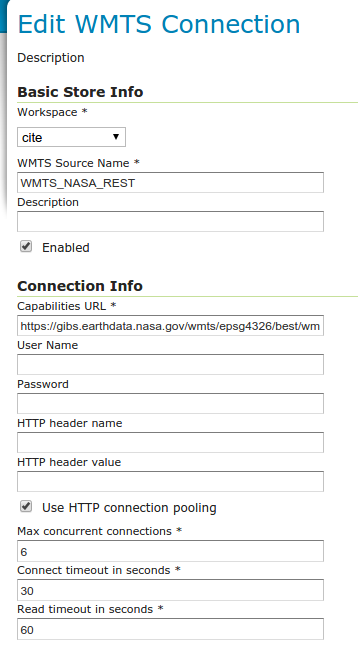 Edit WMTS Connection
Description
Basic Store Info
Workspace *
cite
WMTS Source Name *
WMTS_NASA_REST
Description
Enabled
Connection Info
Capabilities URL *
https://gibs.earthdata.nasa.gov/wmts/epsg4326/best/wm
User Name
Password
HTTP header name
HTTP header value
Use HTTP connection pooling
Max concurrent connections *
6
Connect timeout in seconds *
30
Read timeout in seconds *
60